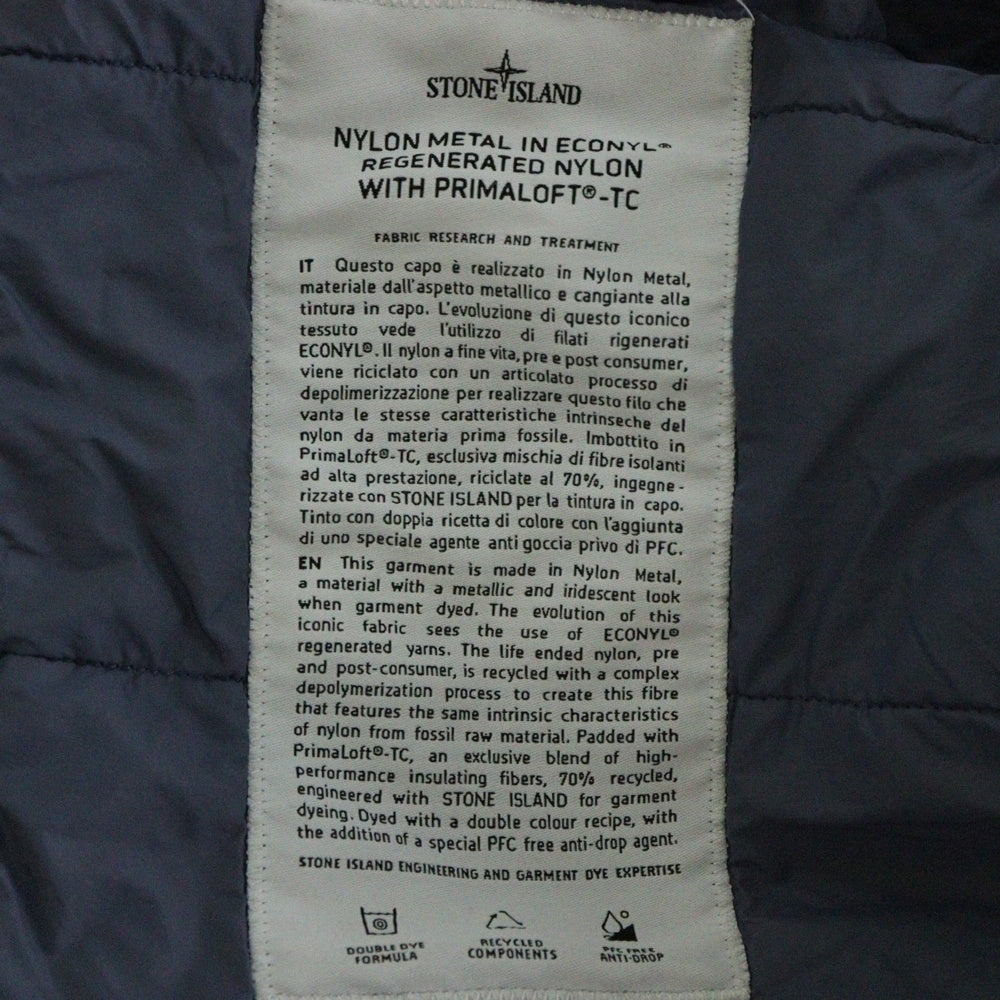 STONE ISLAND
NYLON METAL IN ECONYL®
REGENERATED NYLON
WITH PRIMALOFT®-TC
FABRIC RESEARCH AND TREATMENT
IT Questo capo è realizzato in Nylon Metal,
materiale dall'aspetto metallico e cangiante alla
tintura in capo. L'evoluzione di questo iconico
tessuto vede l'utilizzo di filati rigenerati
ECONYL®. Il nylon a fine vita, pre e post consumer,
viene riciclato con un articolato processo di
depolimerizzazione per realizzare questo filo che
vanta le stesse caratteristiche intrinseche del
nylon da materia prima fossile. Imbottito in
PrimaLoft®-TC, esclusiva mischia di fibre isolanti
ad alta prestazione, riciclate al 70%, ingegne-
rizzate con STONE ISLAND per la tintura in capo.
Tinto con doppia ricetta di colore con l'aggiunta
di uno speciale agente anti goccia privo di PFC.
EN This garment is made in Nylon Metal,
a material with a metallic and iridescent look
when garment dyed. The evolution of this
iconic fabric sees the use of ECONYL®
regenerated yarns. The life ended nylon, pre
and post-consumer, is recycled with a complex
depolymerization process to create this fibre
that features the same intrinsic characteristics
of nylon from fossil raw material. Padded with
PrimaLoft®-TC, an exclusive blend of high-
performance insulating fibers, 70% recycled,
engineered with STONE ISLAND for garment
dyeing. Dyed with a double colour recipe, with
the addition of a special PFC free anti-drop agent.
STONE ISLAND ENGINEERING AND GARMENT DYE EXPERTISE
DOUBLE DYE
FORMULA
RECYCLED
COMPONENTS
PFC FREE
ANTI-DROP